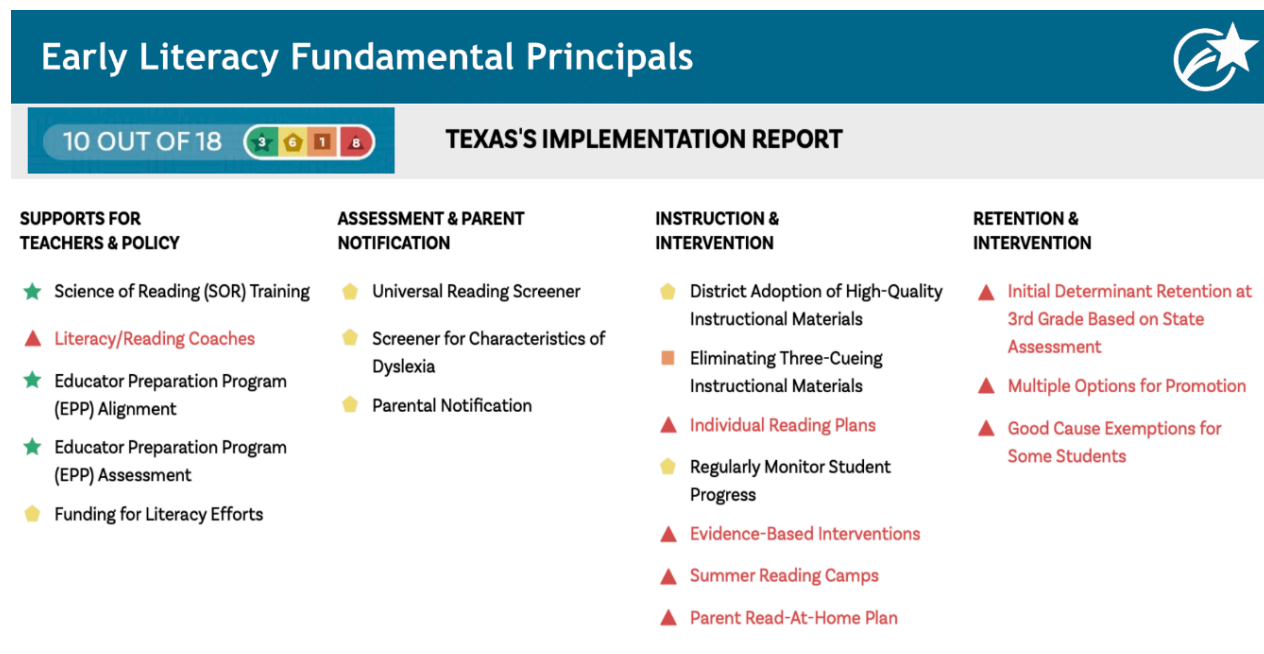 Early Literacy Fundamental Principals
10 OUT OF 18
3 6 1 8
TEXAS'S IMPLEMENTATION REPORT
SUPPORTS FOR
TEACHERS & POLICY
Science of Reading (SOR) Training
Literacy/Reading Coaches
Educator Preparation Program
(EPP) Alignment
Educator Preparation Program
(EPP) Assessment
Funding for Literacy Efforts
ASSESSMENT & PARENT
NOTIFICATION
Universal Reading Screener
Screener for Characteristics of
Dyslexia
Parental Notification
INSTRUCTION &
INTERVENTION
District Adoption of High-Quality
Instructional Materials
Eliminating Three-Cueing
Instructional Materials
Individual Reading Plans
Regularly Monitor Student
Progress
Evidence-Based Interventions
Summer Reading Camps
Parent Read-At-Home Plan
RETENTION &
INTERVENTION
Initial Determinant Retention at
3rd Grade Based on State
Assessment
Multiple Options for Promotion
Good Cause Exemptions for
Some Students